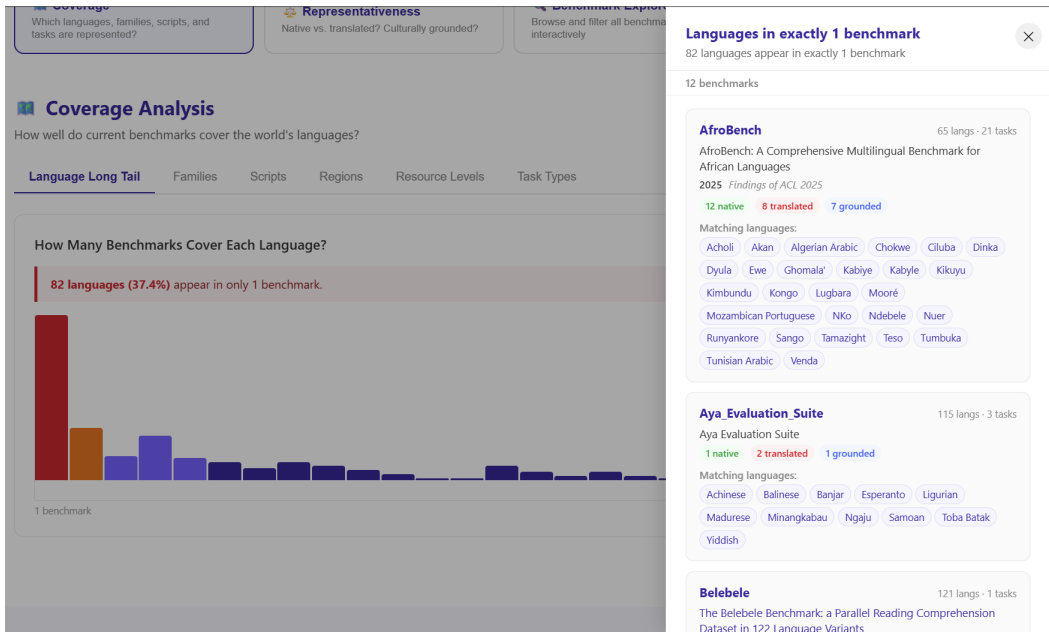 Coverage
Which languages, families, scripts, and
tasks are represented?
Representativeness
Native vs. translated? Culturally grounded?
Browse and filter all benchma
interactively
Coverage Analysis
How well do current benchmarks cover the world's languages?
Language Long Tail
Families
Scripts
Regions
Resource Levels
Task Types
How Many Benchmarks Cover Each Language?
82 languages (37.4%) appear in only 1 benchmark.
1 benchmark
Languages in exactly 1 benchmark
82 languages appear in exactly 1 benchmark
12 benchmarks
AfroBench
65 langs · 21 tasks
AfroBench: A Comprehensive Multilingual Benchmark for
African Languages
2025 Findings of ACL 2025
12 native 8 translated 7 grounded
Matching languages:
Acholi Akan Algerian Arabic Chokwe Ciluba Dinka
Dyula Ewe Ghomala' Kabiye Kabyle Kikuyu
Kimbundu Kongo Lugbara Mooré
Mozambican Portuguese NKo Ndebele Nuer
Runyankore Sango Tamazight Teso Tumbuka
Tunisian Arabic Venda
Aya_Evaluation_Suite
115 langs · 3 tasks
Aya Evaluation Suite
1 native 2 translated 1 grounded
Matching languages:
Achinese Balinese Banjar Esperanto Ligurian
Madurese Minangkabau Ngaju Samoan Toba Batak
Yiddish
Belebele
121 langs · 1 tasks
The Belebele Benchmark: a Parallel Reading Comprehension
Dataset in 122 Language Variants